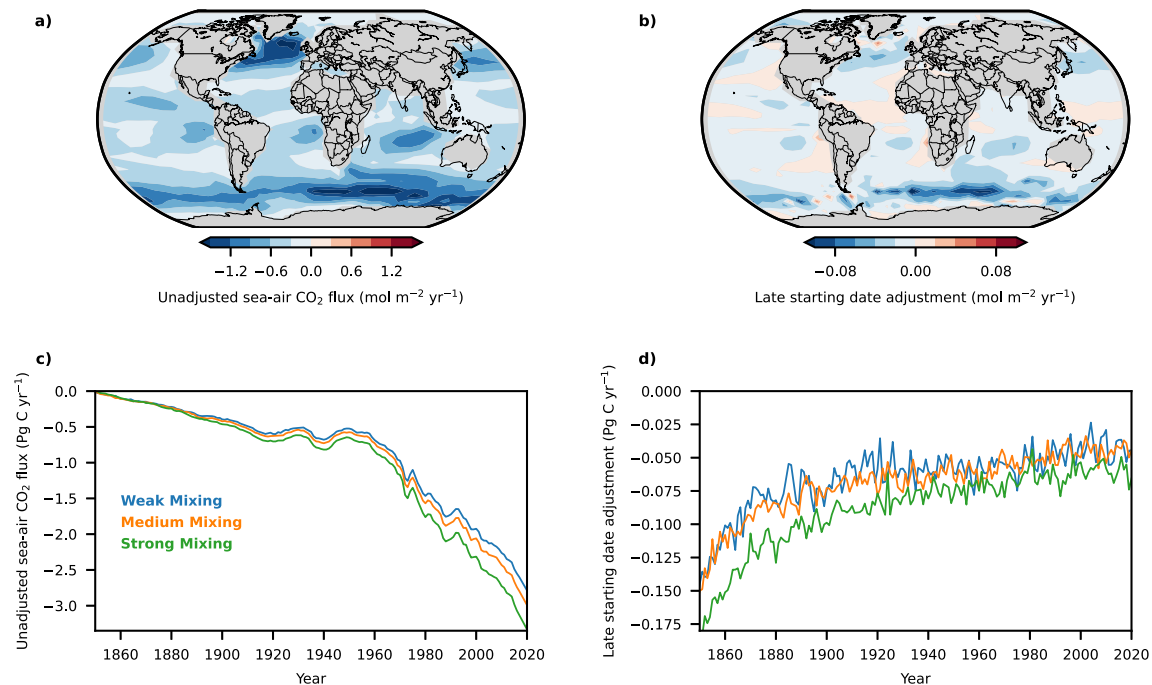 a)
b)
−1.2 −0.6 0.0 0.6 1.2
Unadjusted sea-air CO₂ flux (mol m⁻² yr⁻¹)
−0.08 0.00 0.08
Late starting date adjustment (mol m⁻² yr⁻¹)
c)
Unadjusted sea-air CO₂ flux (Pg C yr⁻¹)
0.0
−0.5
−1.0
−1.5
−2.0
−2.5
−3.0
Weak Mixing
Medium Mixing
Strong Mixing
1860 1880 1900 1920 1940 1960 1980 2000 2020
Year
d)
Late starting date adjustment (Pg C yr⁻¹)
0.000
−0.025
−0.050
−0.075
−0.100
−0.125
−0.150
−0.175
1860 1880 1900 1920 1940 1960 1980 2000 2020
Year